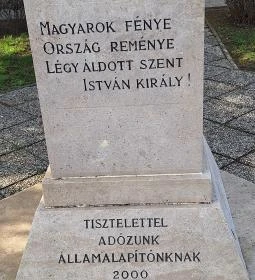 MAGYAROK FÉNYE
ORSZÁG REMÉNYE
LÉGY ÁLDOTT SZENT
ISTVÁN KIRÁLY!
TISZTELETTEL
ADÓZUNK
ÁLLAMALAPÍTÓNKNAK
2000